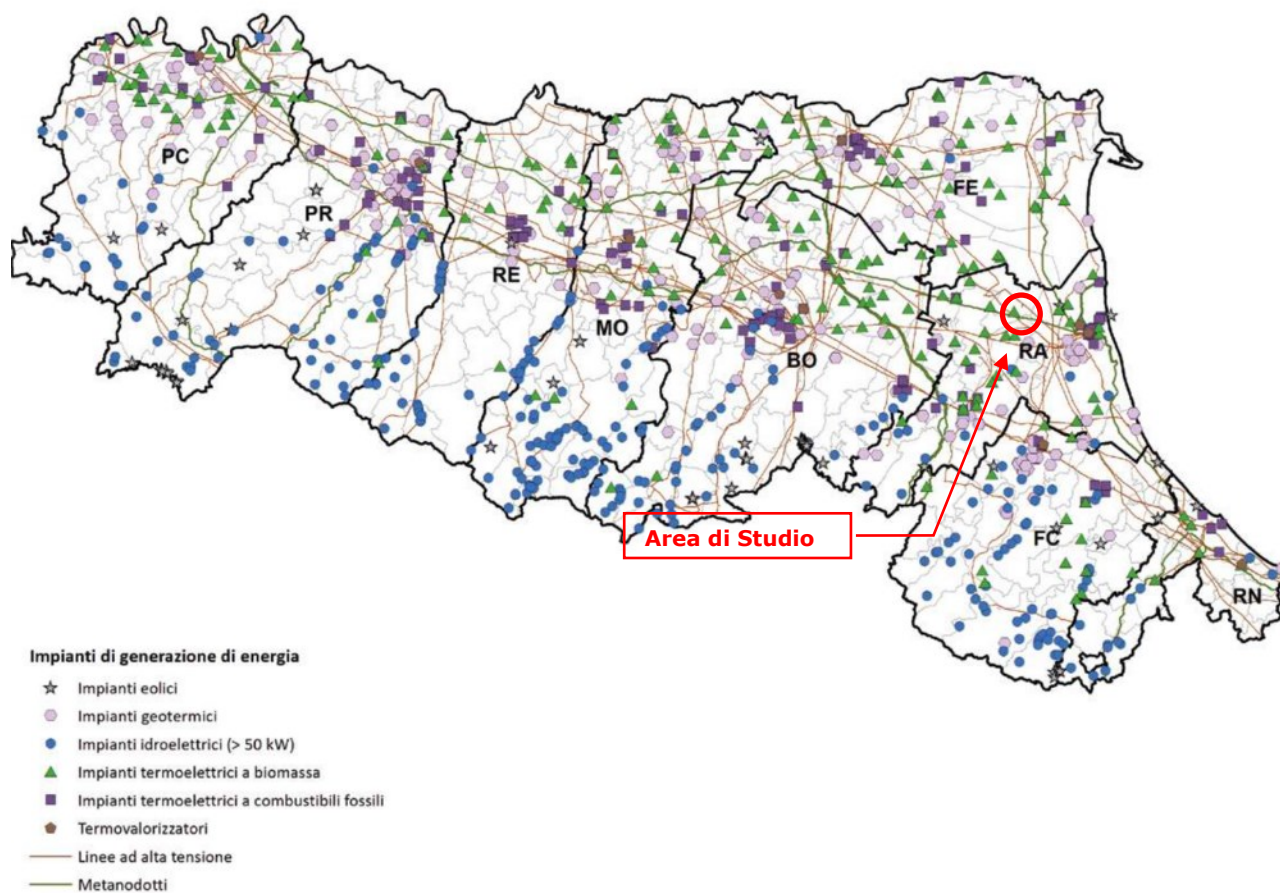 PC
PR
RE
MO
BO
FE
RA
FC
RN
Area di Studio
Impianti di generazione di energia
Impianti eolici
Impianti geotermici
Impianti idroelettrici (> 50 kW)
Impianti termoelettrici a biomassa
Impianti termoelettrici a combustibili fossili
Termovalorizzatori
Linee ad alta tensione
Metanodotti